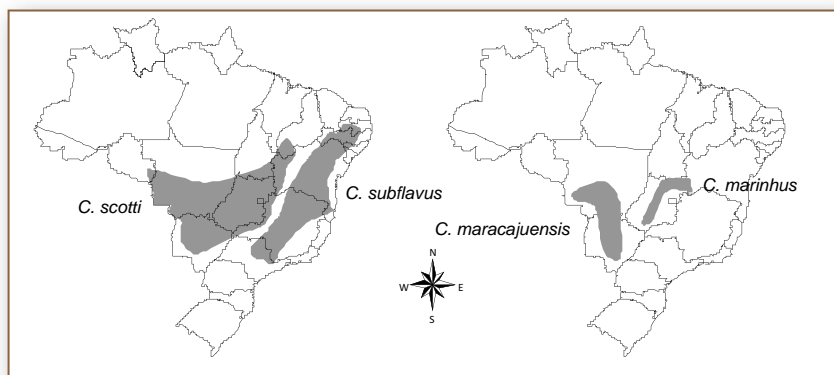 C. scotti
C. subflavus
C. marinhus
C. maracajuensis
N
W E
S